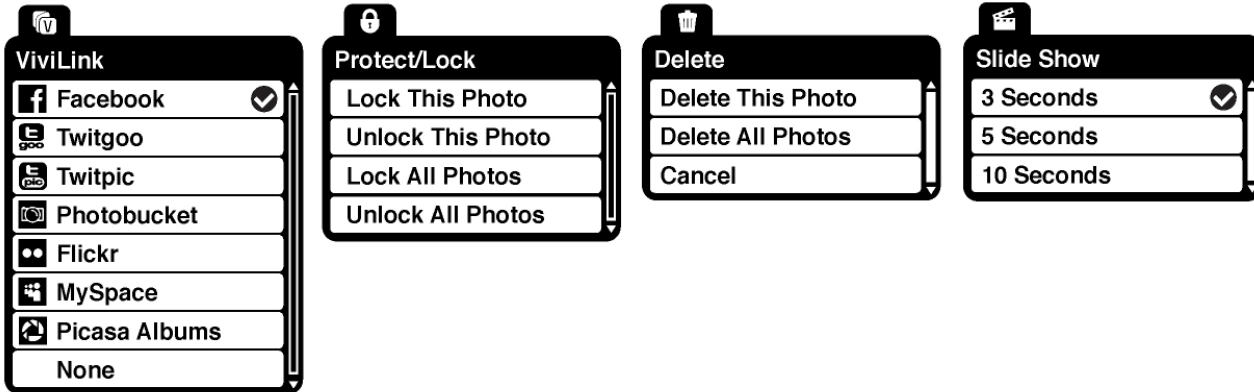 V
ViviLink
Facebook
t
goo
Twitgoo
t
pic
Twitpic
Photobucket
Flickr
MySpace
Picasa Albums
None
Protect/Lock
Lock This Photo
Unlock This Photo
Lock All Photos
Unlock All Photos
Delete
Delete This Photo
Delete All Photos
Cancel
Slide Show
3 Seconds
5 Seconds
10 Seconds